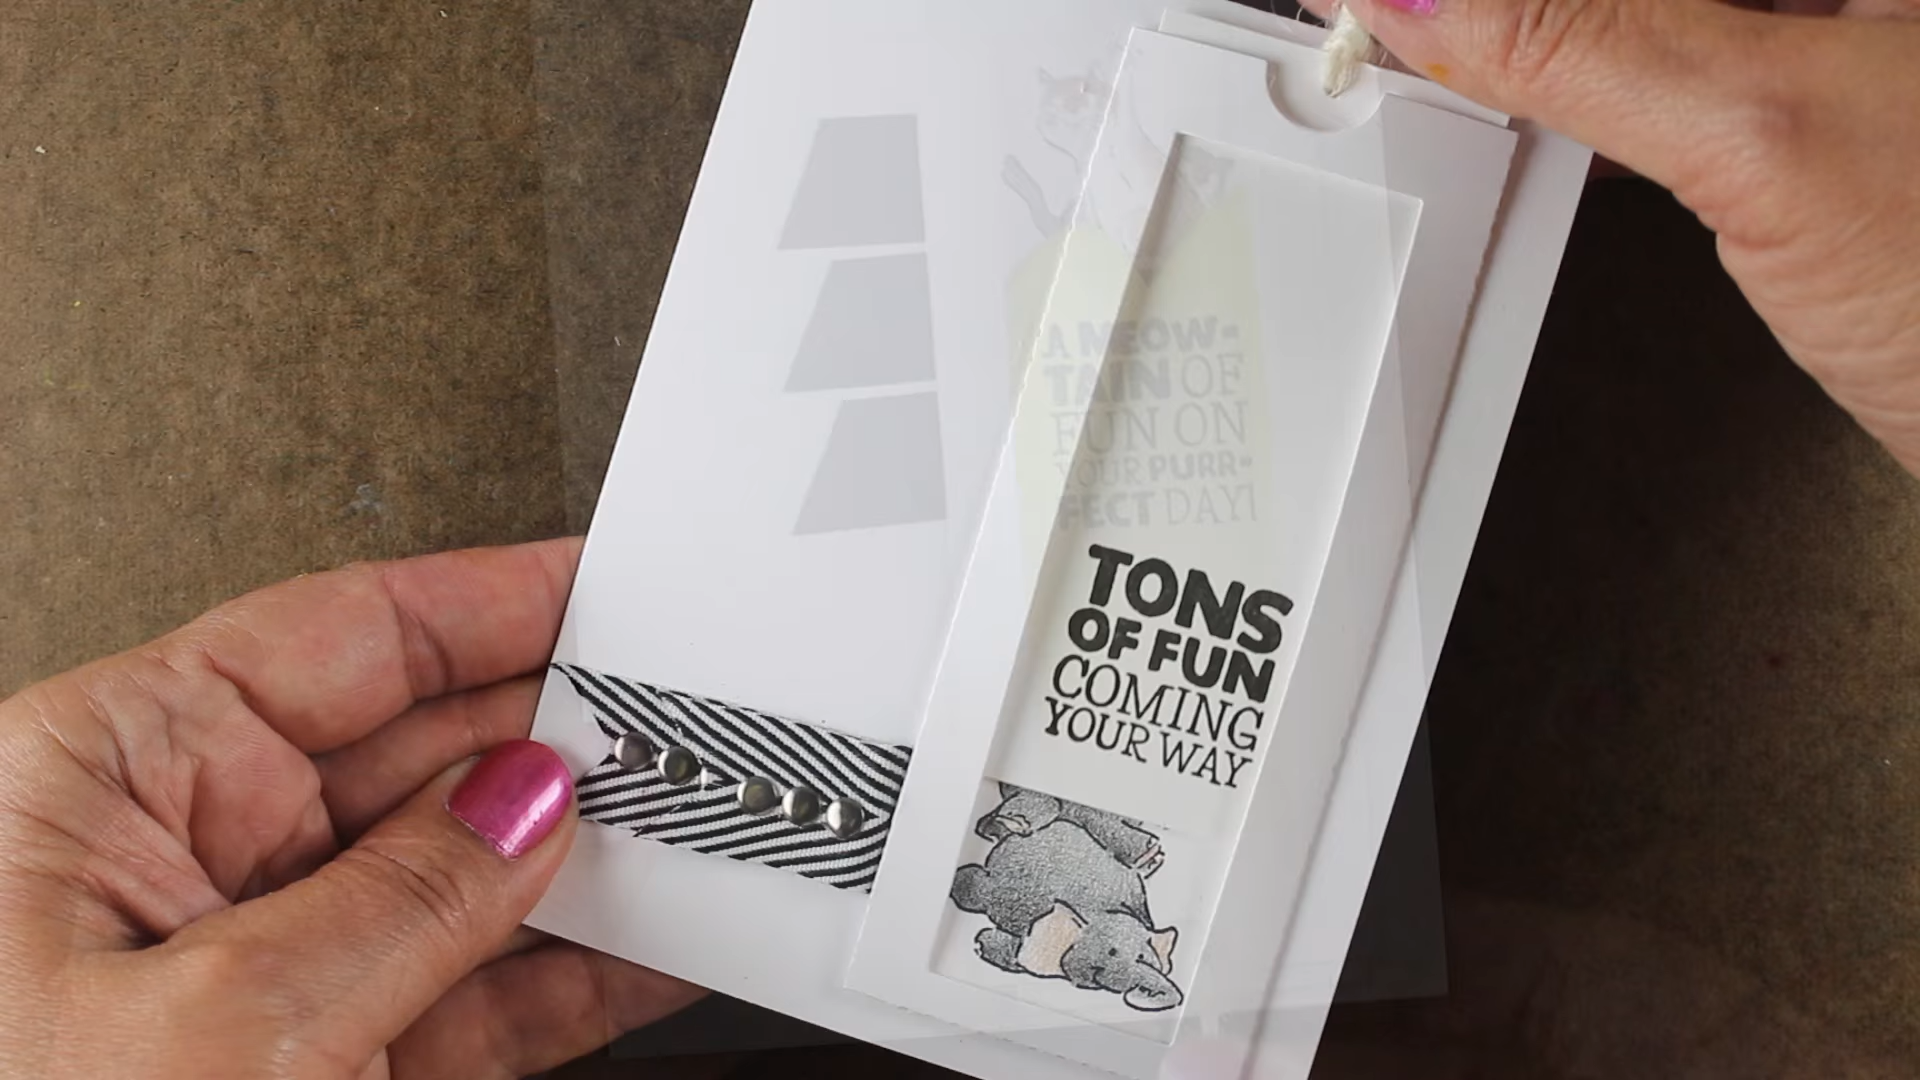 A MEOW-
TAIN OF
FUN ON
YOUR PURR-
FECT DAY!
TONS
OF FUN
COMING
YOUR WAY